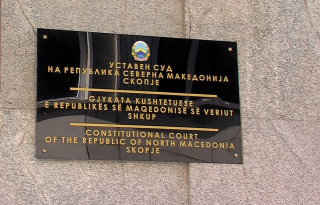 УСТАВЕН СУД
НА РЕПУБЛИКА СЕВЕРНА МАКЕДОНИЈА
СКОПЈЕ
GJYKATA KUSHTETUESE
E REPUBLIKËS SË MAQEDONISË SË VERIUT
SHKUP
CONSTITUTIONAL COURT
OF THE REPUBLIC OF NORTH MACEDONIA
SKOPJE